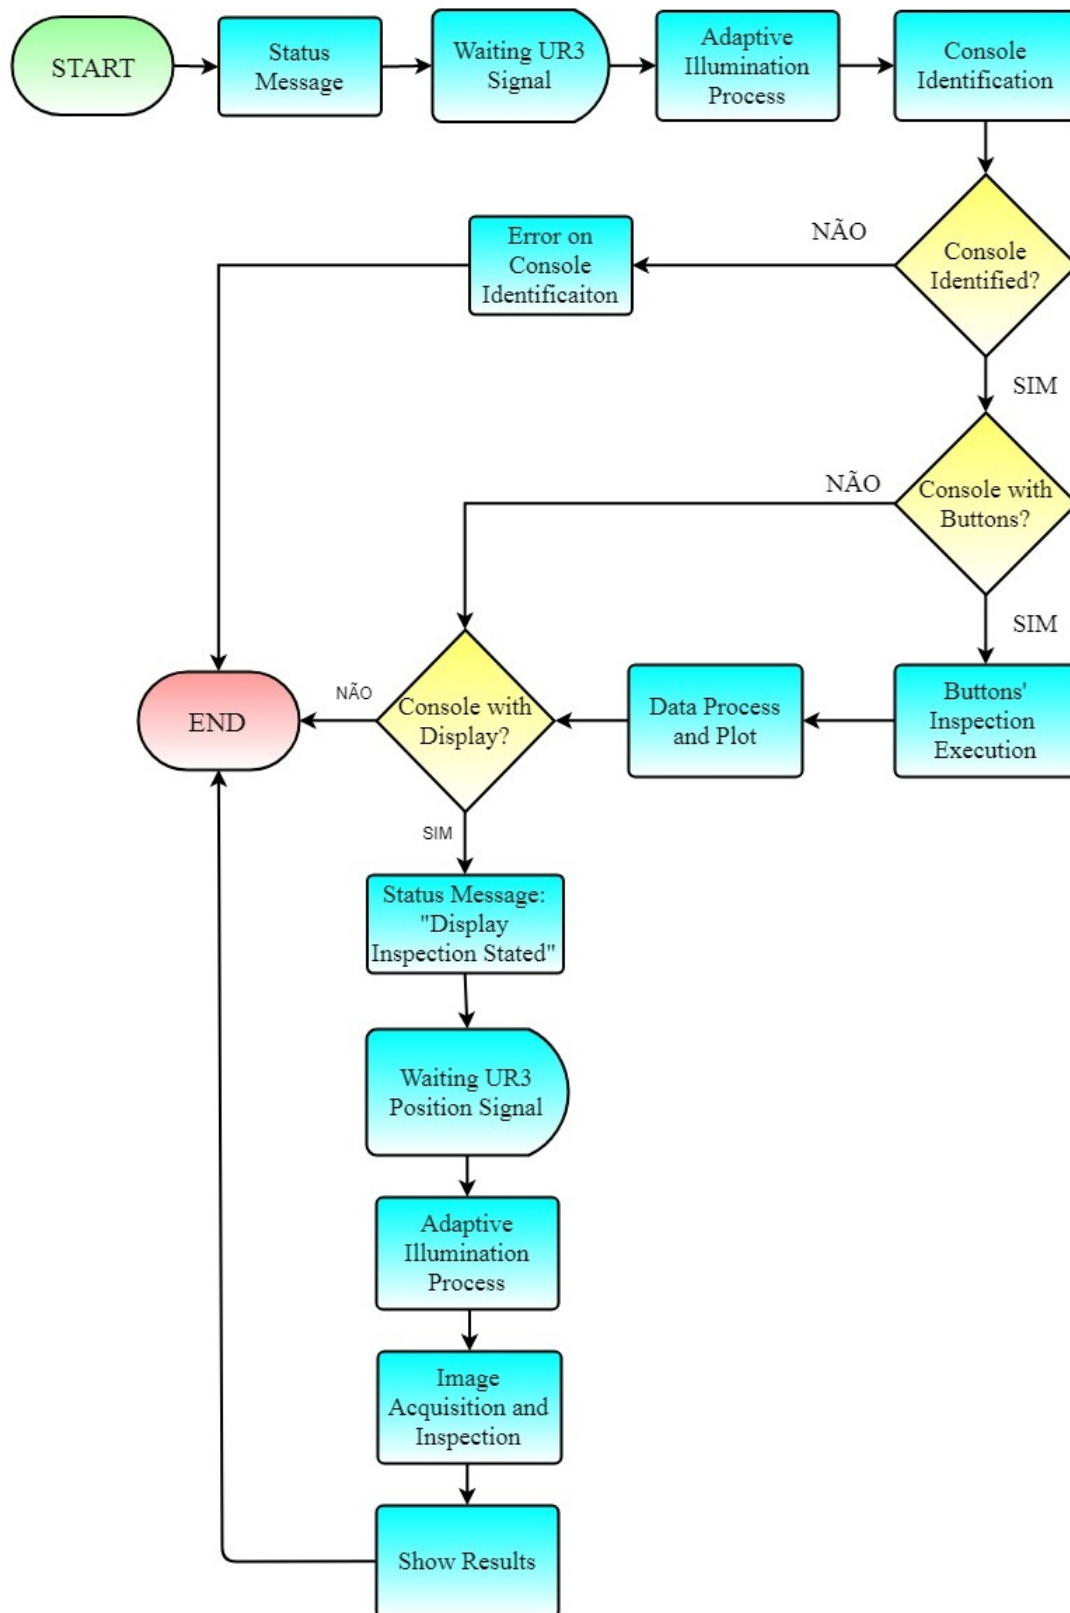 START
Status
Message
Waiting UR3
Signal
Adaptive
Illumination
Process
Console
Identification
NÃO
Error on
Console
Identificaiton
Console
Identified?
SIM
NÃO
Console with
Buttons?
SIM
END
NÃO
Console with
Display?
Data Process
and Plot
Buttons'
Inspection
Execution
SIM
Status Message:
"Display
Inspection Stated"
Waiting UR3
Position Signal
Adaptive
Illumination
Process
Image
Acquisition and
Inspection
Show Results